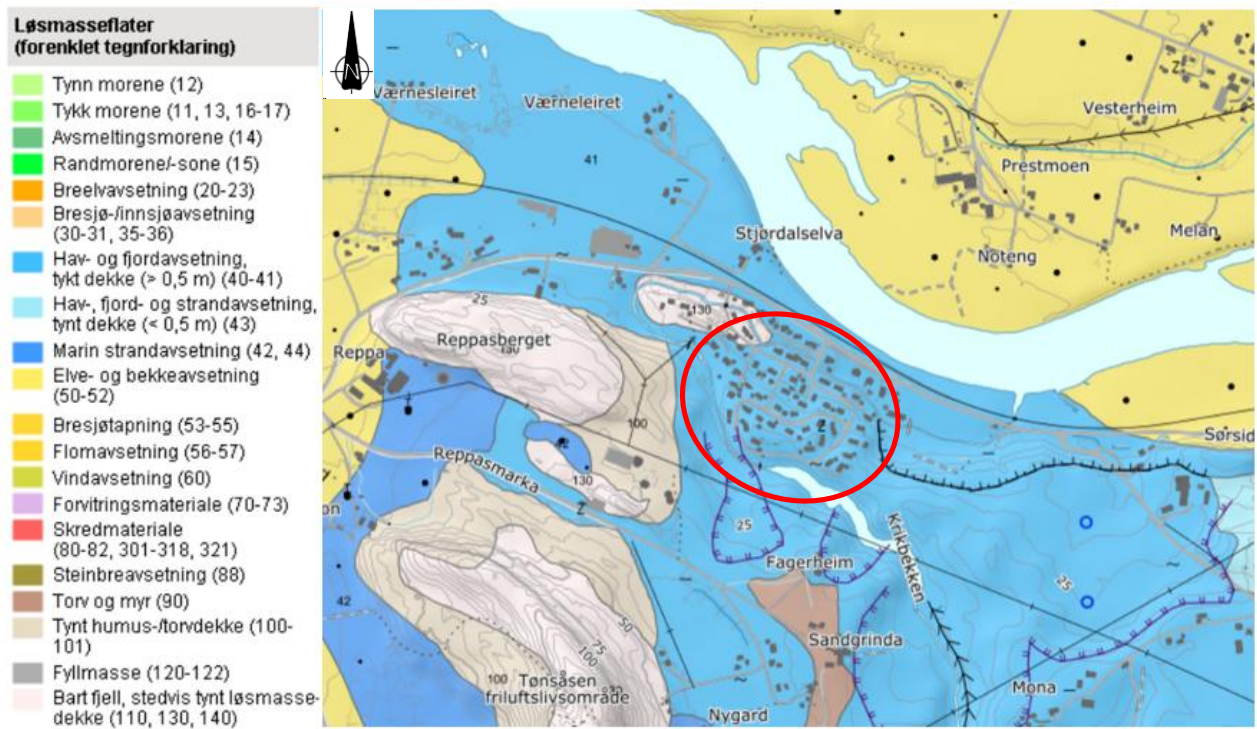 Løsmasseflater
(forenklet tegnforklaring)
Tynn morene (12)
Tykk morene (11, 13, 16-17)
Avsmeltingsmorene (14)
Randmorene/-sone (15)
Breelvavsetning (20-23)
Bresjø-/innsjøavsetning
(30-31, 35-36)
Hav- og fjordavsetning,
tykt dekke (> 0,5 m) (40-41)
Hav-, fjord- og strandavsetning,
tynt dekke (< 0,5 m) (43)
Marin strandavsetning (42, 44)
Elve- og bekkeavsetning
(50-52)
Bresjøtapning (53-55)
Flomavsetning (56-57)
Vindavsetning (60)
Forvitringsmateriale (70-73)
Skredmateriale
(80-82, 301-318, 321)
Steinbreavsetning (88)
Torv og myr (90)
Tynt humus-/torvdekke (100-
101)
Fyllmasse (120-122)
Bart fjell, stedvis tynt løsmasse-
dekke (110, 130, 140)
N
Værnesleiret
Værneleiret
Z
Vesterheim
41
Prestmoen
Stjørdalselva
Melan
Noteng
25
130
Reppasberget
130
Reppa
100
Z
42
Sørsid
Reppasmarka
130
Z
25
Krikbekken
Fagerheim
25
42
50
75
100
Sandgrinda
100
Tønsåsen
friluftslivsområde
Mona
Nygard